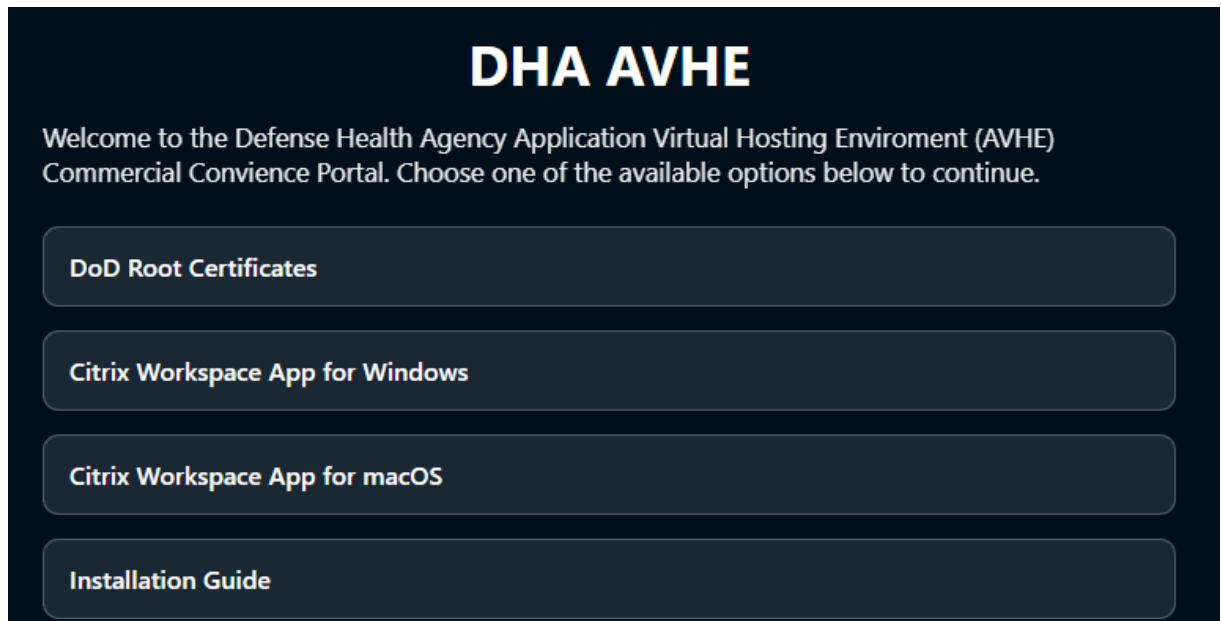 DHA AVHE
Welcome to the Defense Health Agency Application Virtual Hosting Enviroment (AVHE)
Commercial Convience Portal. Choose one of the available options below to continue.
DoD Root Certificates
Citrix Workspace App for Windows
Citrix Workspace App for macOS
Installation Guide